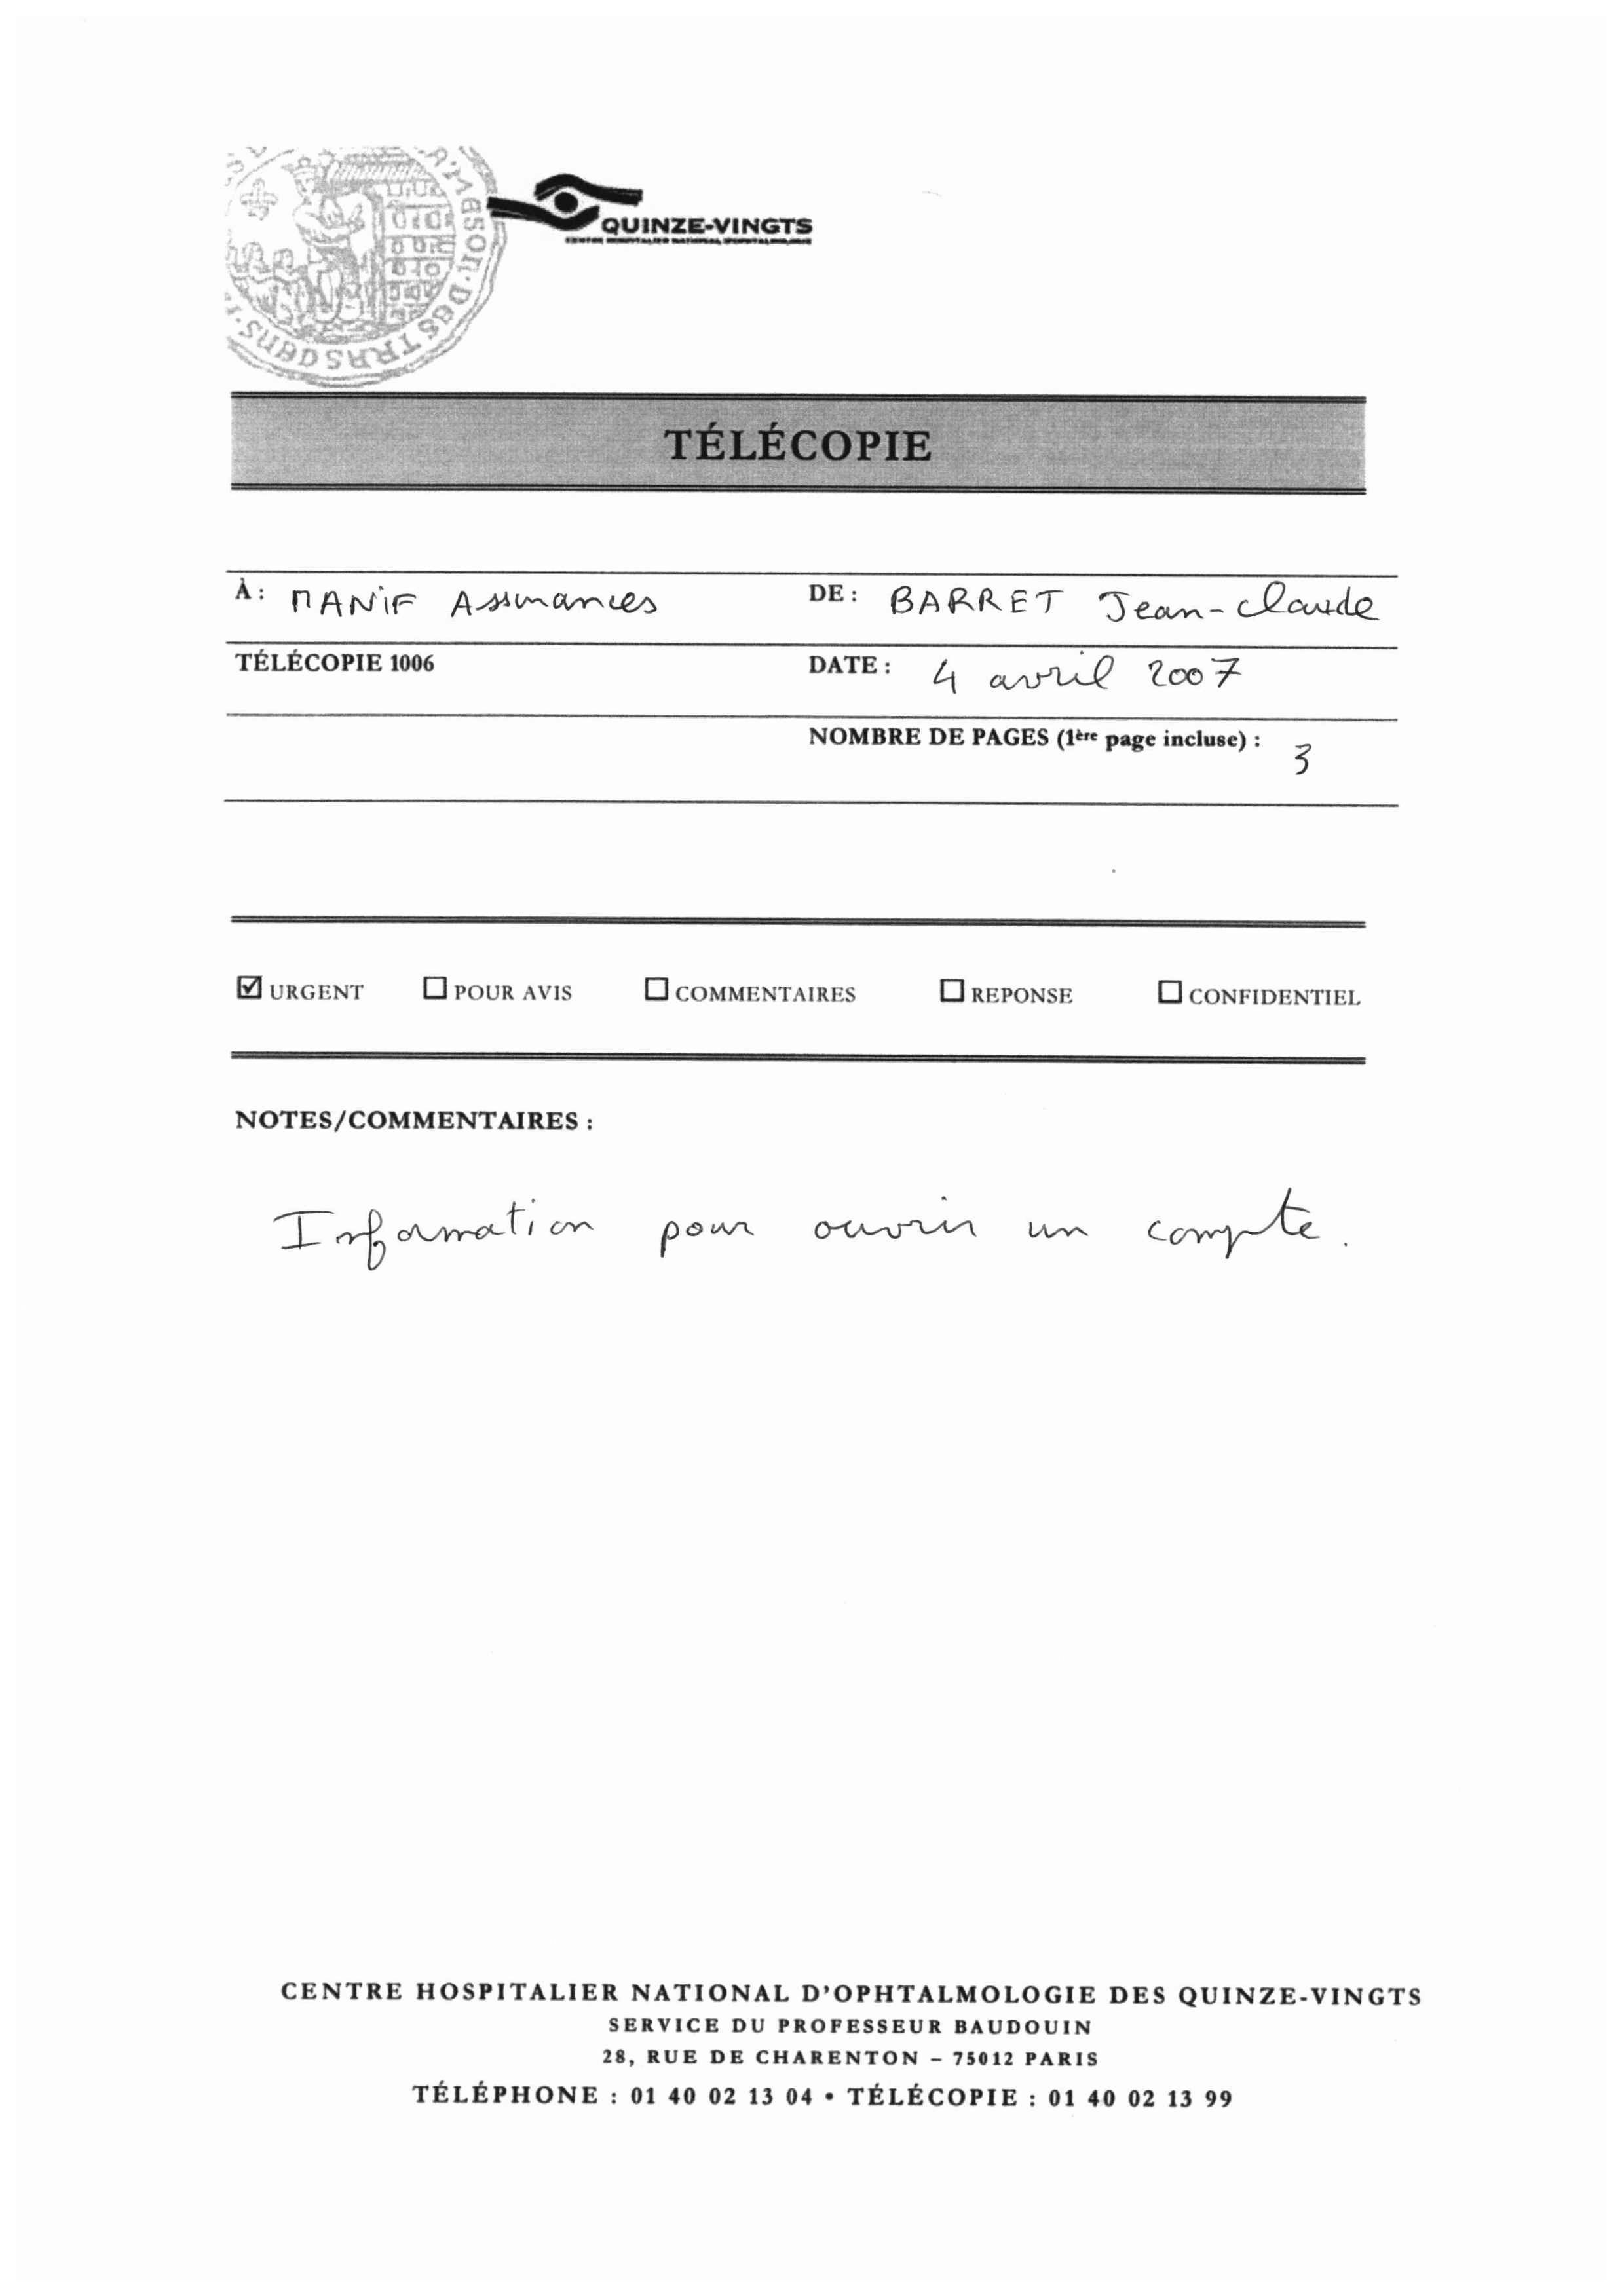 QUINZE-VINGTS
CENTRE HOSPITALIER NATIONAL D'OPHTALMOLOGIE
TÉLÉCOPIE
À : MANiF Assurances DE : BARRET Jean-claude
TÉLÉCOPIE 1006 DATE : 4 avril 2007
NOMBRE DE PAGES (1ère page incluse) : 3
☑ URGENT ☐ POUR AVIS ☐ COMMENTAIRES ☐ REPONSE ☐ CONFIDENTIEL
NOTES/COMMENTAIRES :
Information pour ouvrir un compte.
CENTRE HOSPITALIER NATIONAL D'OPHTALMOLOGIE DES QUINZE-VINGTS
SERVICE DU PROFESSEUR BAUDOUIN
28, RUE DE CHARENTON – 75012 PARIS
TÉLÉPHONE : 01 40 02 13 04 • TÉLÉCOPIE : 01 40 02 13 99